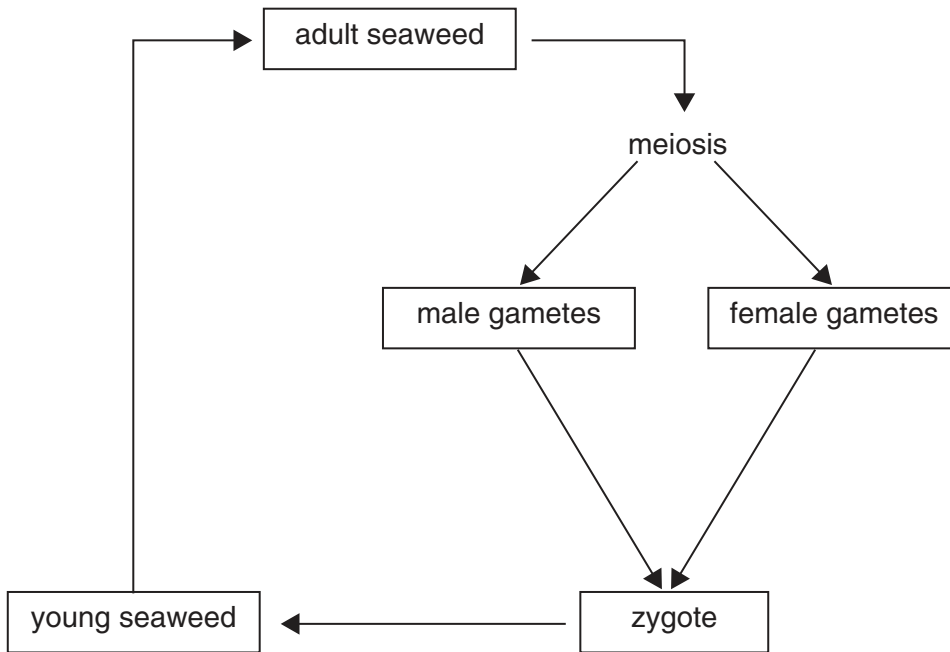 adult seaweed
meiosis
male gametes
female gametes
young seaweed
zygote